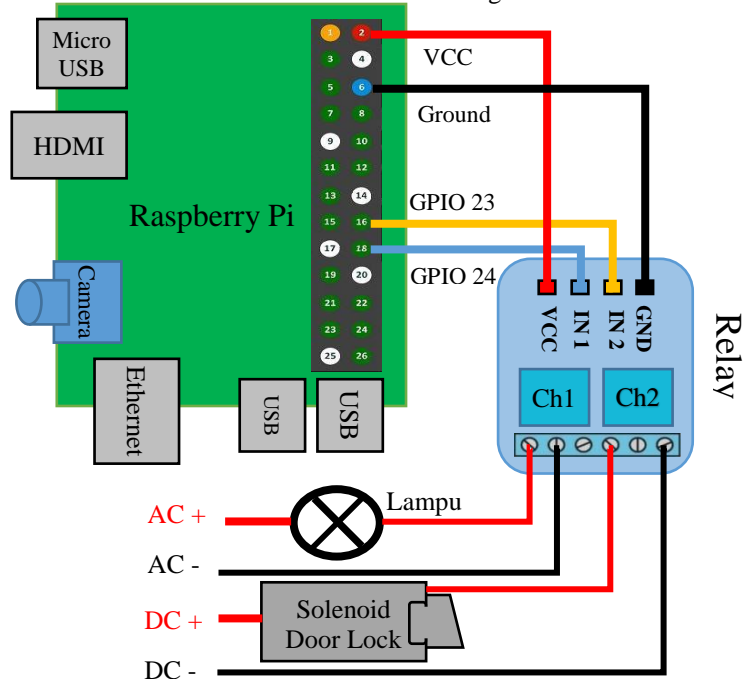 Micro
USB
HDMI
Raspberry Pi
Camera
Ethernet
USB
USB
1 2
3 4
5 6
7 8
9 10
11 12
13 14
15 16
17 18
19 20
21 22
23 24
25 26
VCC
Ground
GPIO 23
GPIO 24
VCC
IN 1
IN 2
GND
Relay
Ch1
Ch2
Lampu
AC +
AC -
Solenoid
Door Lock
DC +
DC -